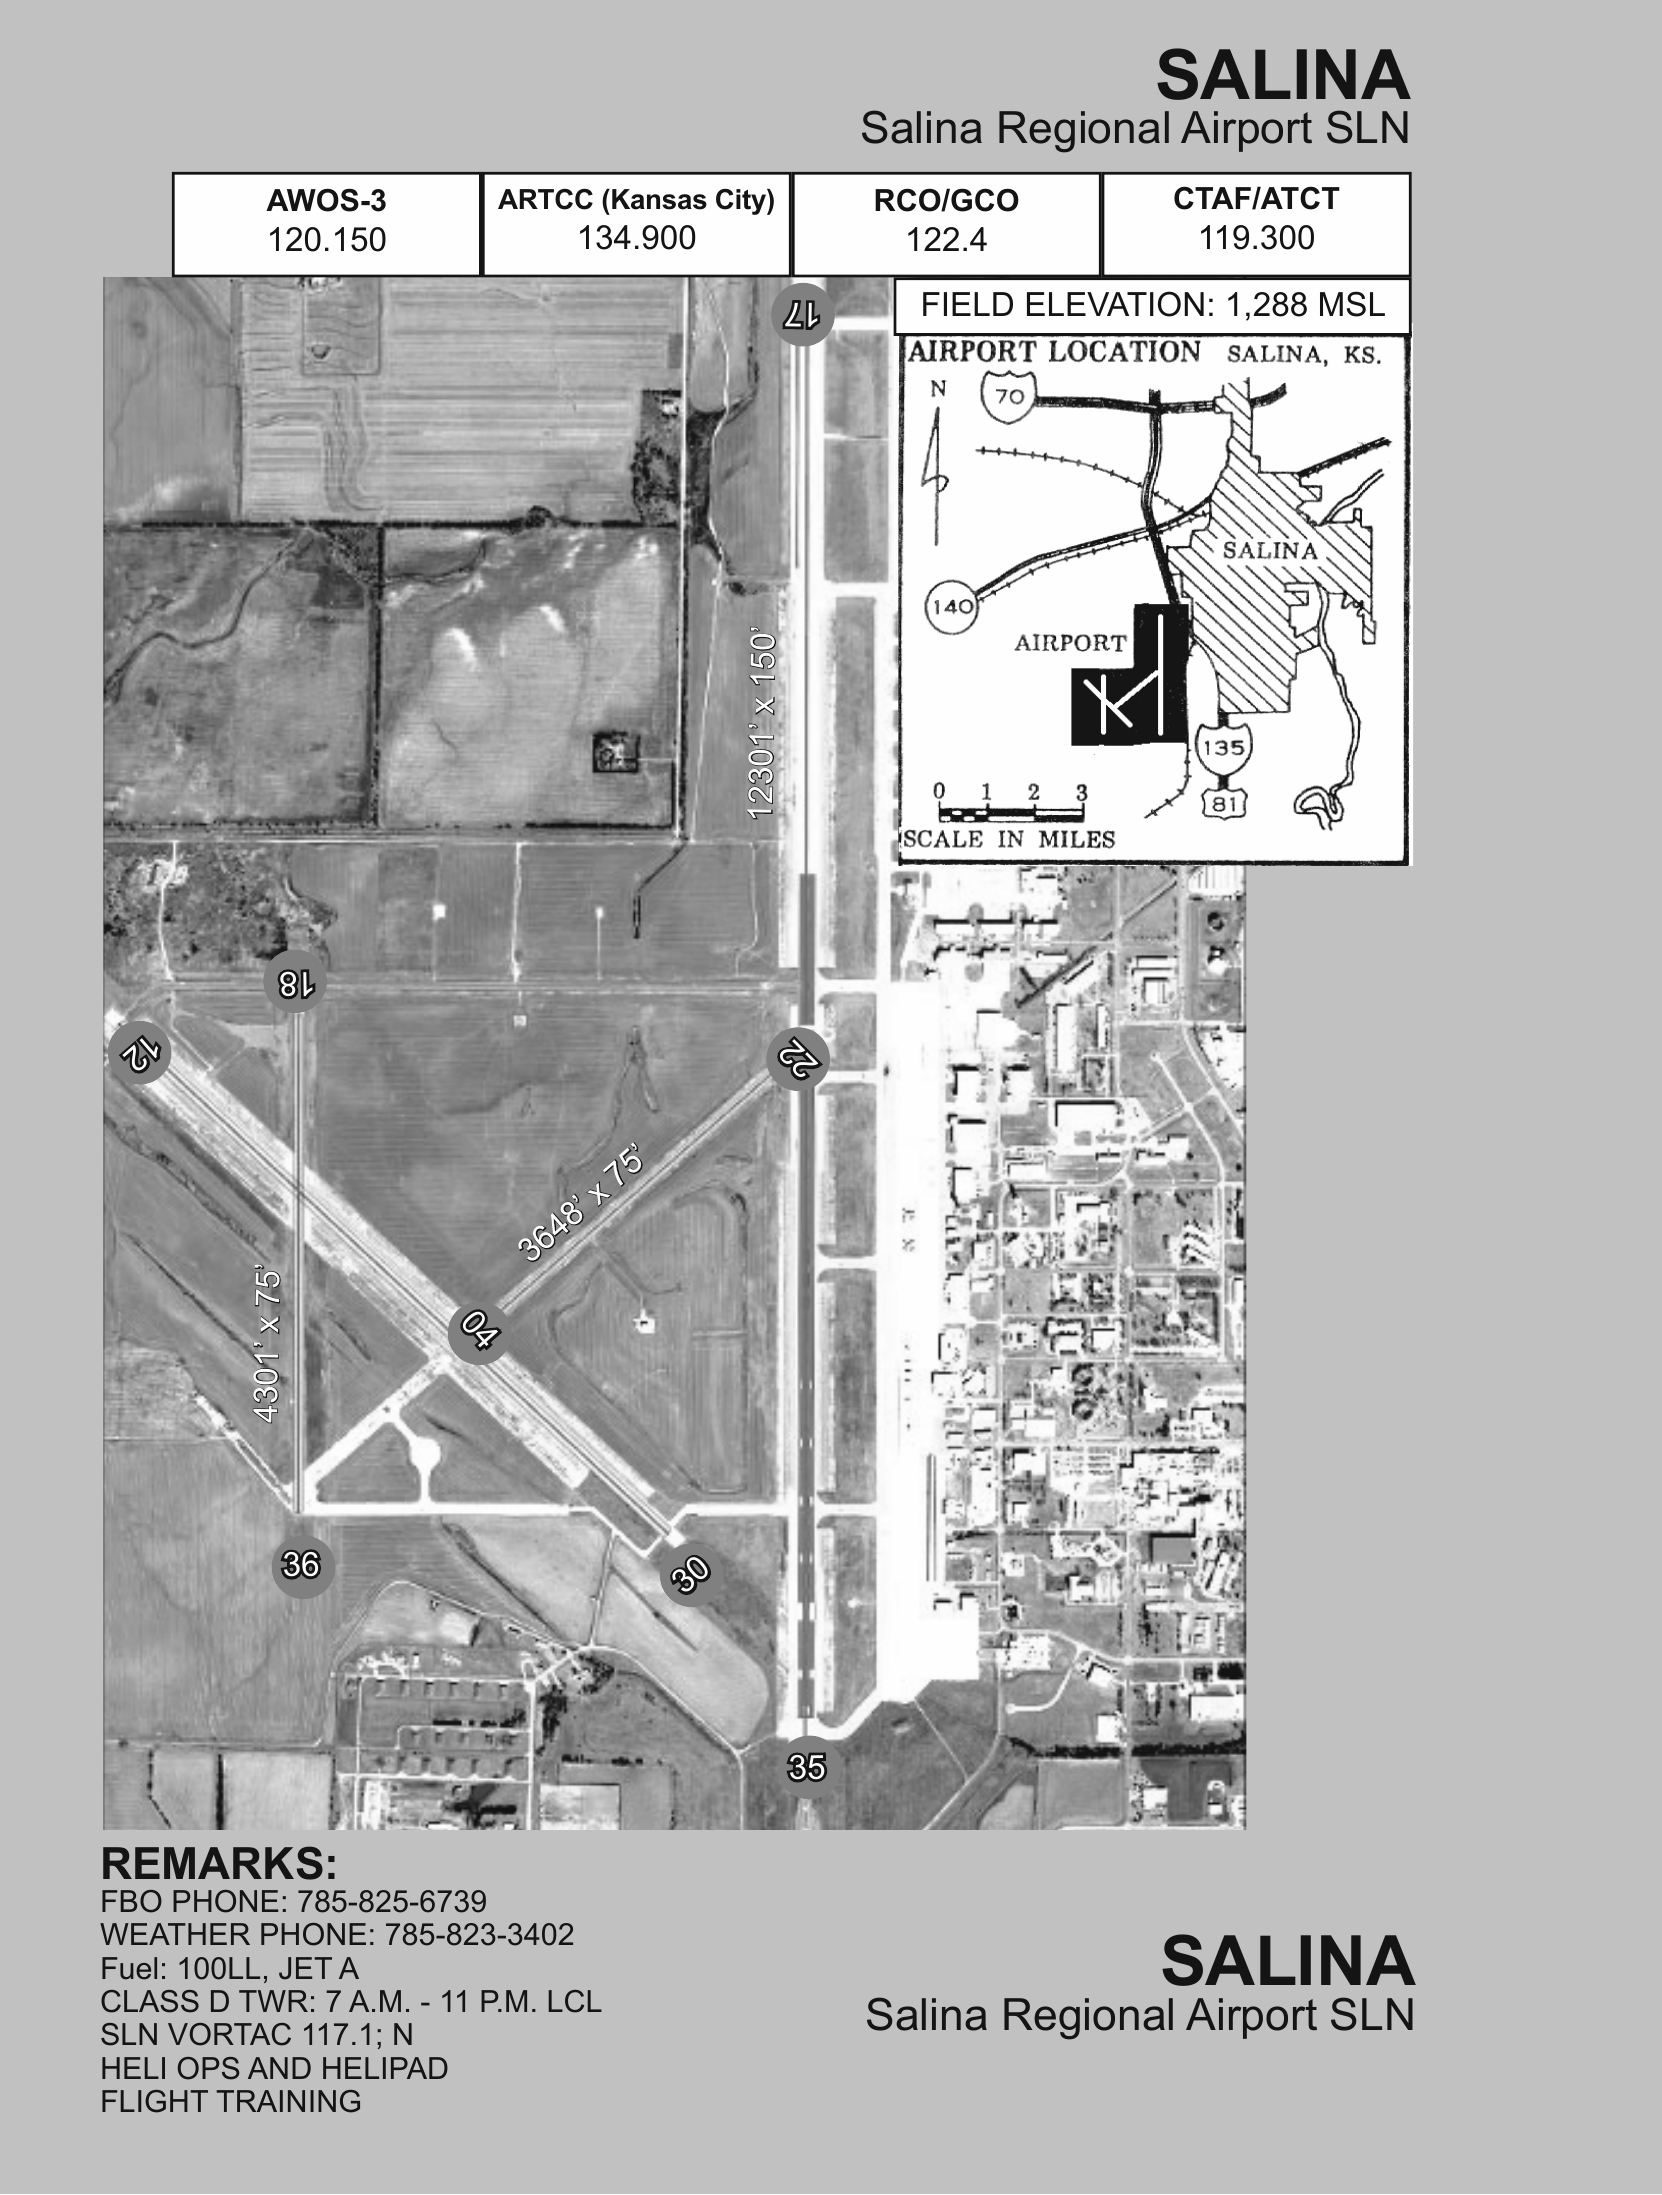 SALINA
Salina Regional Airport SLN
AWOS-3
120.150
ARTCC (Kansas City)
134.900
RCO/GCO
122.4
CTAF/ATCT
119.300
FIELD ELEVATION: 1,288 MSL
AIRPORT LOCATION SALINA, KS.
N
70
SALINA
140
AIRPORT
135
81
0 1 2 3
SCALE IN MILES
17
12301' x 150'
18
12
22
3648' x 75'
04
4301' x 75'
36
30
35
REMARKS:
FBO PHONE: 785-825-6739
WEATHER PHONE: 785-823-3402
Fuel: 100LL, JET A
CLASS D TWR: 7 A.M. - 11 P.M. LCL
SLN VORTAC 117.1; N
HELI OPS AND HELIPAD
FLIGHT TRAINING
SALINA
Salina Regional Airport SLN